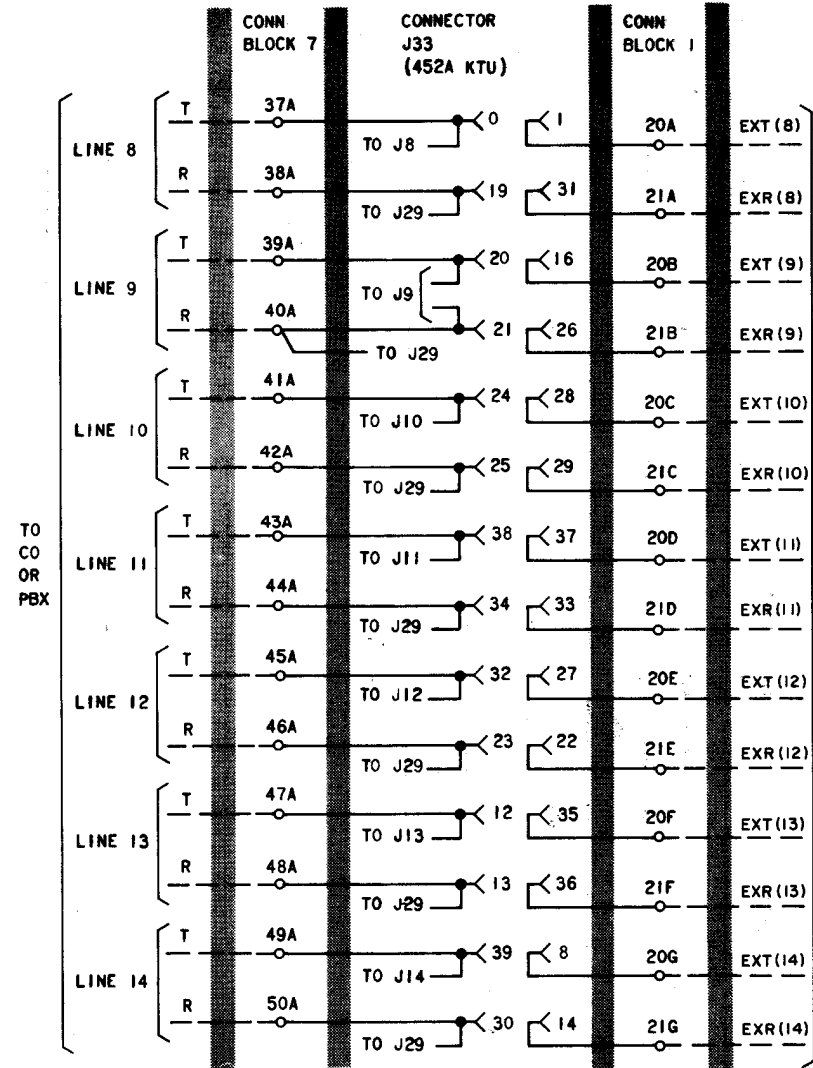 CONN BLOCK 7
CONNECTOR J33 (452A KTU)
CONN BLOCK 1
TO CO OR PBX
LINE 8
T 37A 0 1 20A EXT (8)
TO J8
R 38A 19 31 21A EXR (8)
TO J29
LINE 9
T 39A 20 16 20B EXT (9)
TO J9
R 40A 21 26 21B EXR (9)
TO J29
LINE 10
T 41A 24 28 20C EXT (10)
TO J10
R 42A 25 29 21C EXR (10)
TO J29
LINE 11
T 43A 38 37 20D EXT (11)
TO J11
R 44A 34 33 21D EXR (11)
TO J29
LINE 12
T 45A 32 27 20E EXT (12)
TO J12
R 46A 23 22 21E EXR (12)
TO J29
LINE 13
T 47A 12 35 20F EXT (13)
TO J13
R 48A 13 36 21F EXR (13)
TO J29
LINE 14
T 49A 39 8 20G EXT (14)
TO J14
R 50A 30 14 21G EXR (14)
TO J29